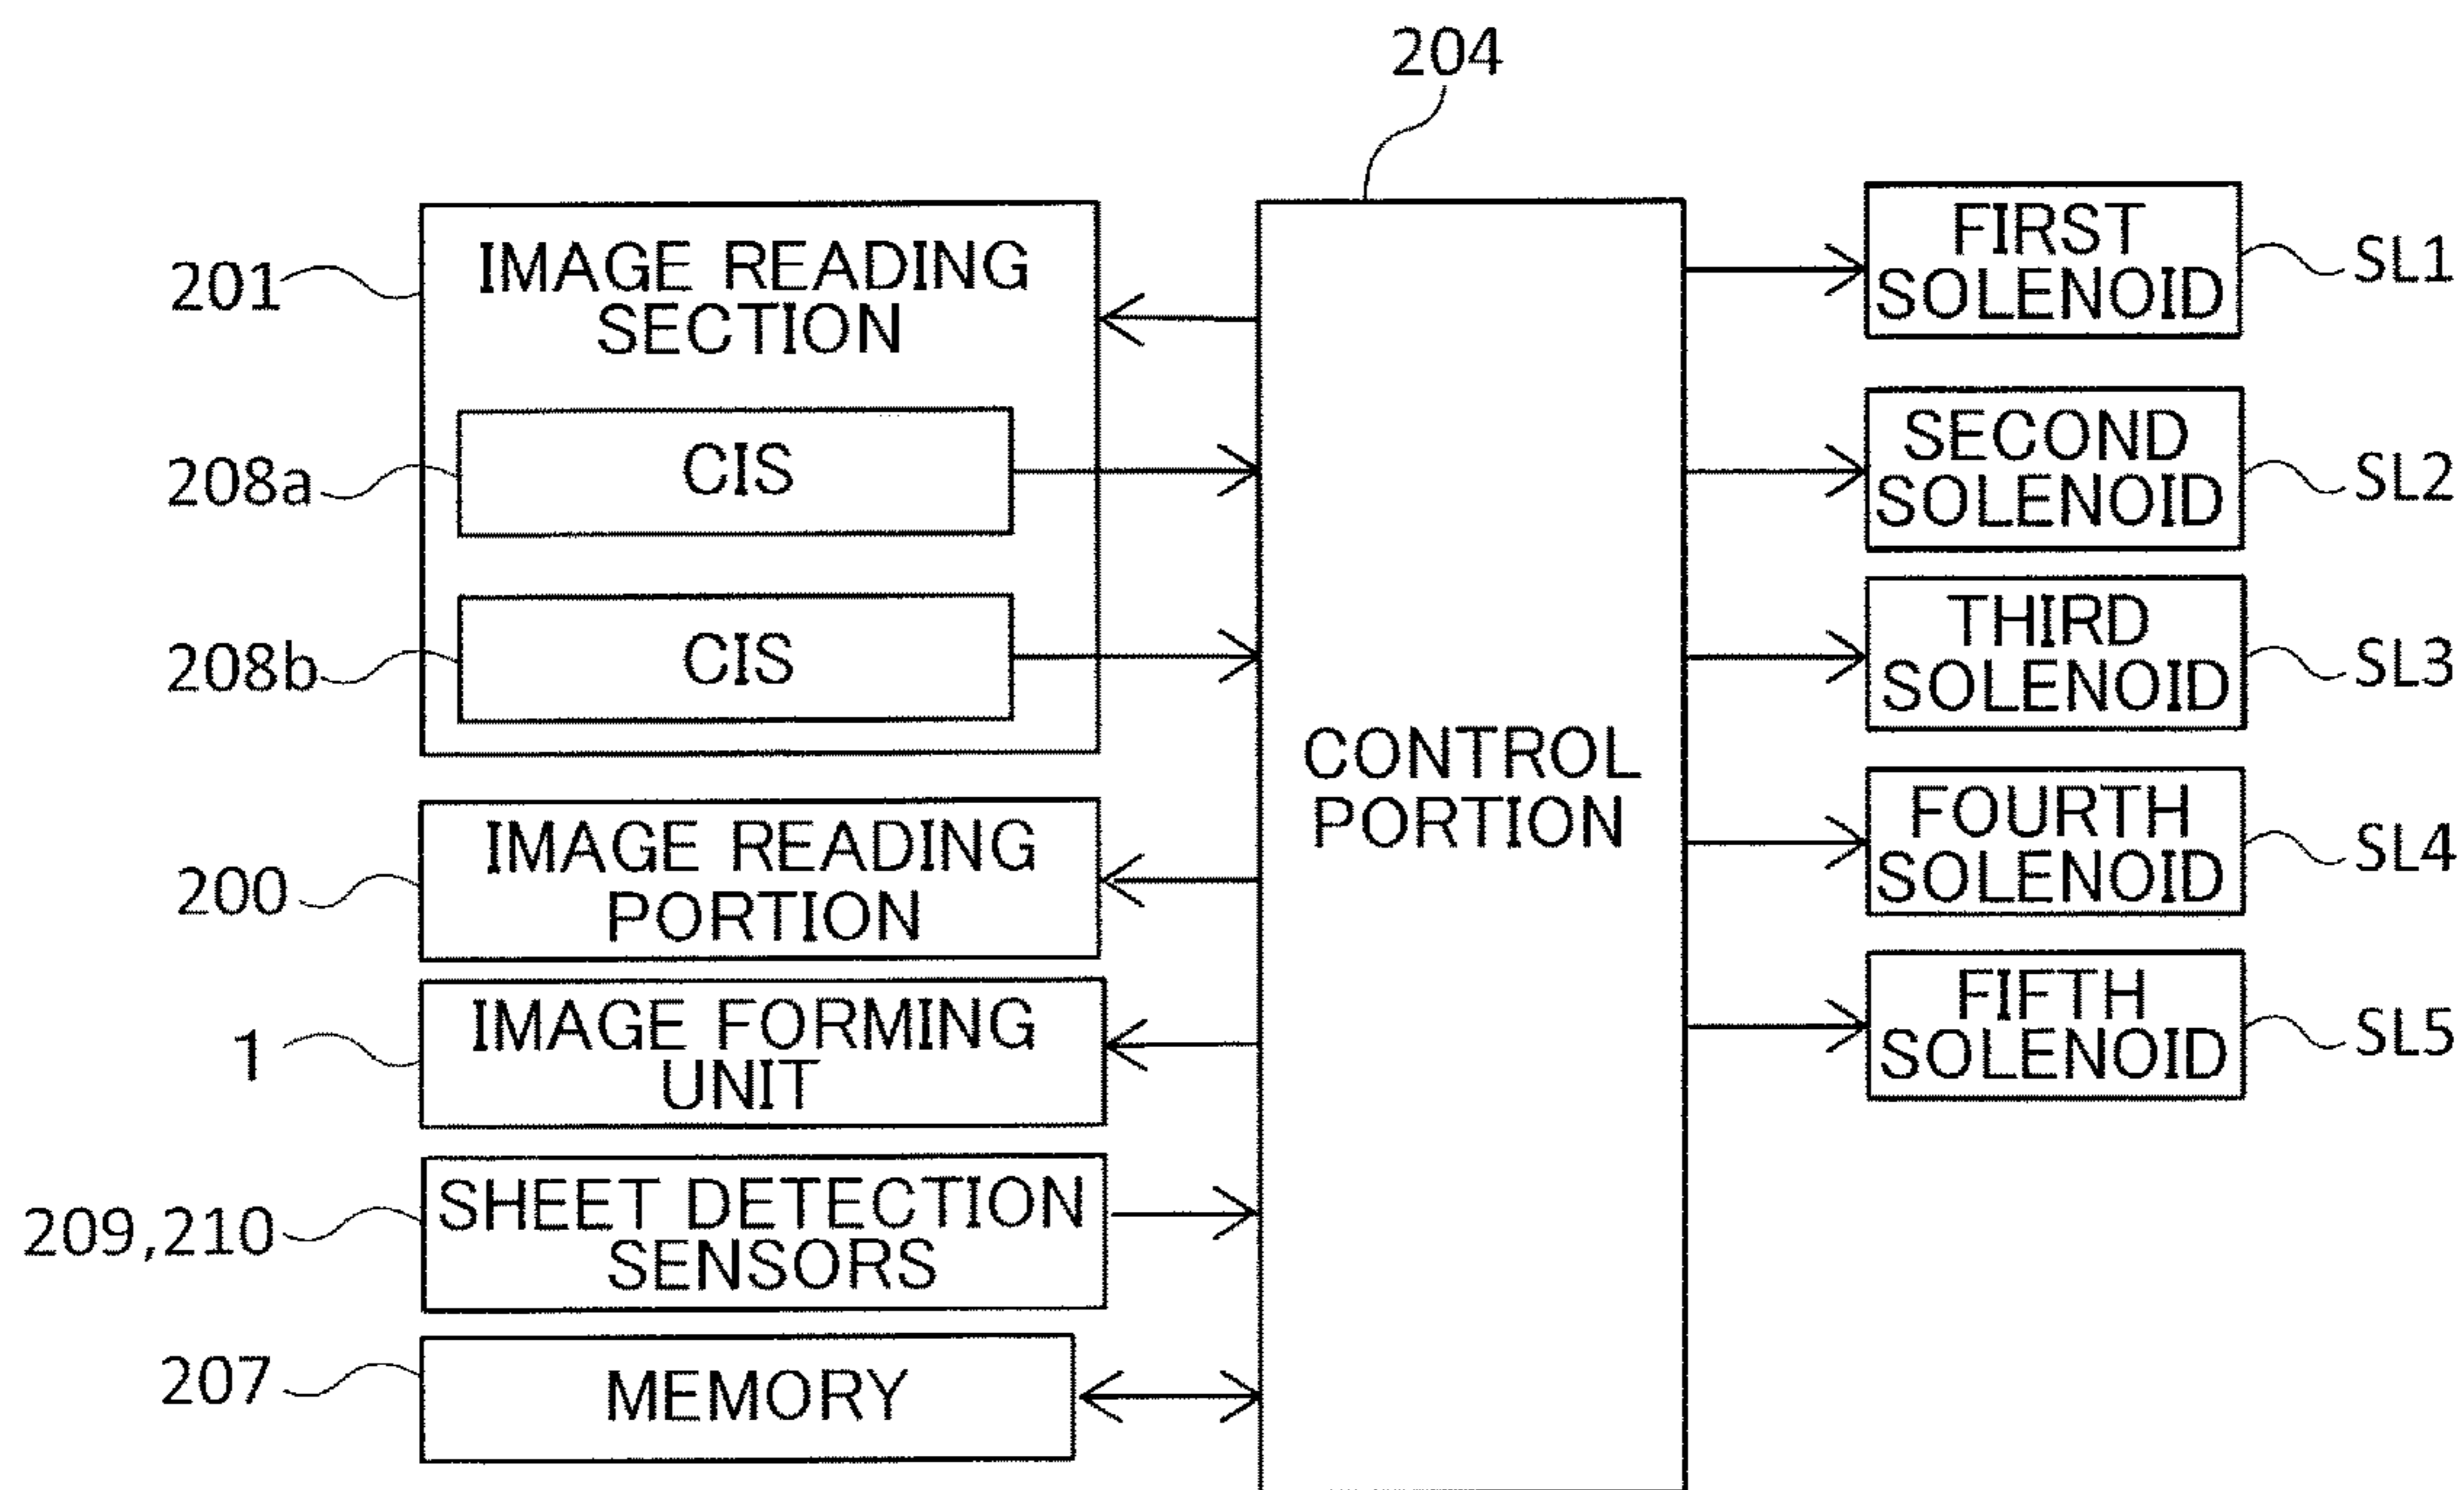 204
201
IMAGE READING
SECTION
208a
CIS
208b
CIS
200
IMAGE READING
PORTION
1
IMAGE FORMING
UNIT
209,210
SHEET DETECTION
SENSORS
207
MEMORY
CONTROL
PORTION
FIRST
SOLENOID
SL1
SECOND
SOLENOID
SL2
THIRD
SOLENOID
SL3
FOURTH
SOLENOID
SL4
FIFTH
SOLENOID
SL5